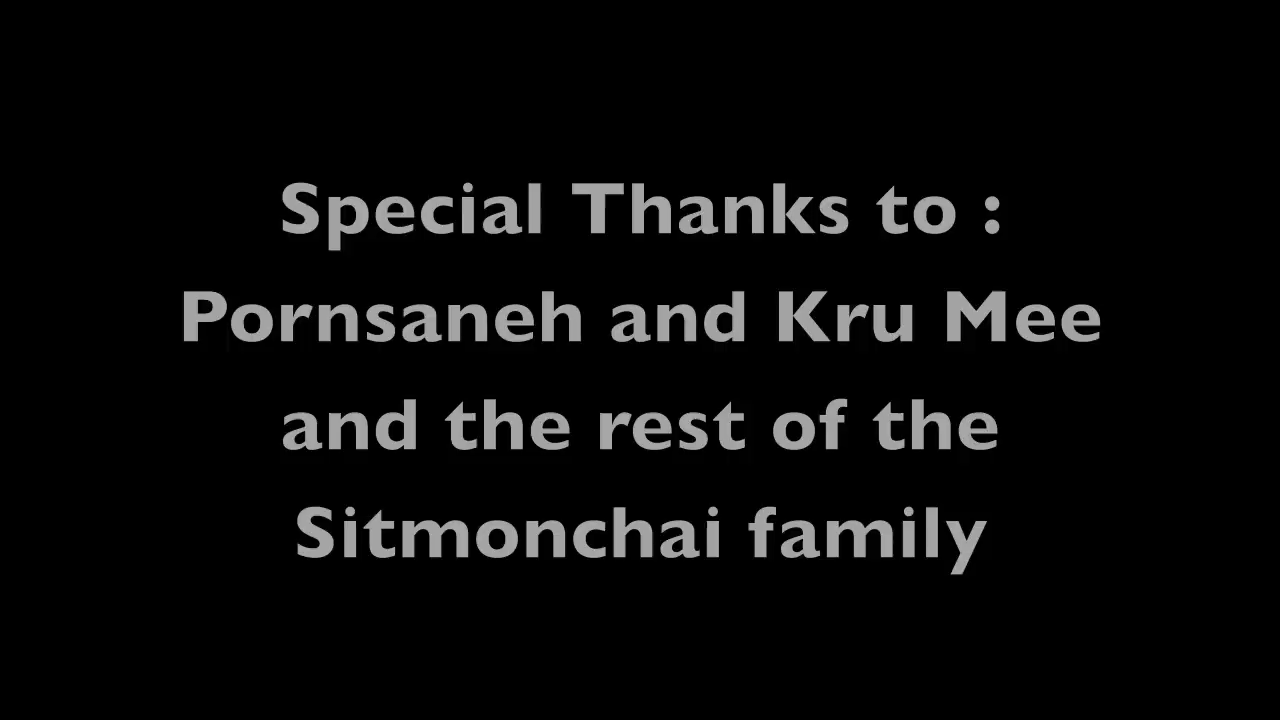 Special Thanks to :
Pornsaneh and Kru Mee
and the rest of the
Sitmonchai family